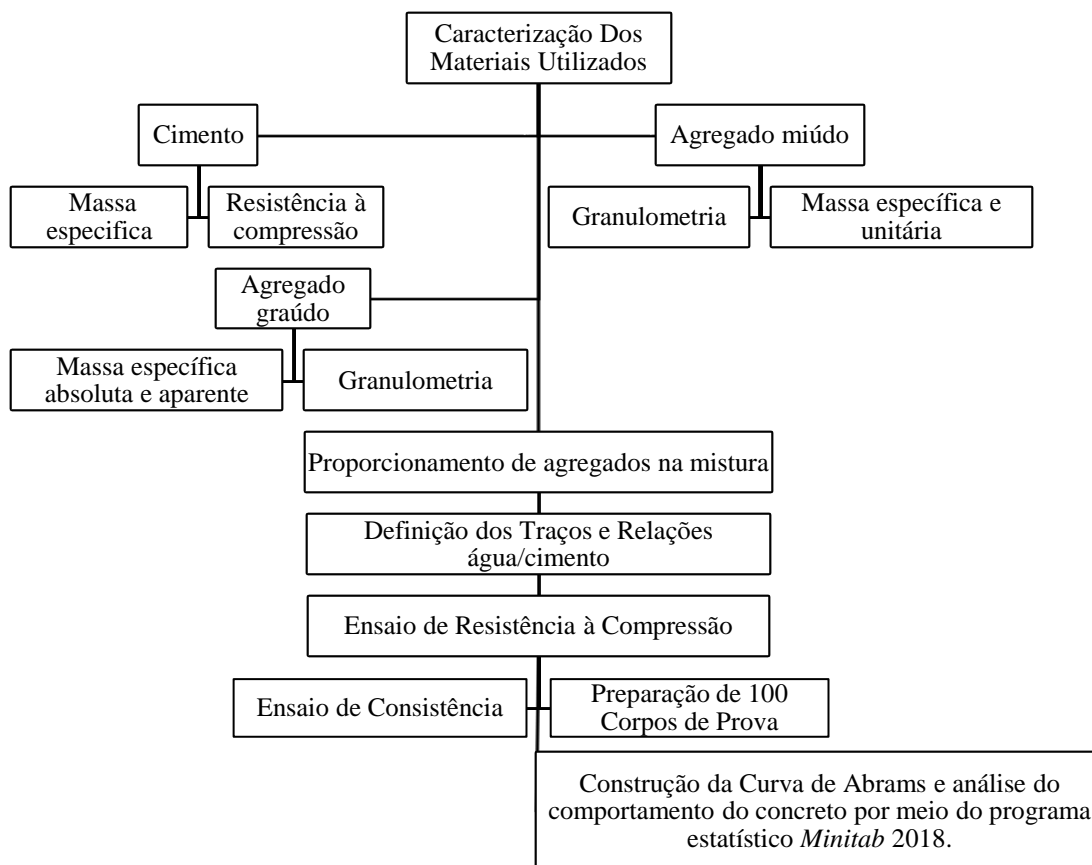 Caracterização Dos
Materiais Utilizados
Cimento
Agregado miúdo
Massa
especifica
Resistência à
compressão
Granulometria
Massa específica e
unitária
Agregado
graúdo
Massa específica
absoluta e aparente
Granulometria
Proporcionamento de agregados na mistura
Definição dos Traços e Relações
água/cimento
Ensaio de Resistência à Compressão
Ensaio de Consistência
Preparação de 100
Corpos de Prova
Construção da Curva de Abrams e análise do
comportamento do concreto por meio do programa
estatístico Minitab 2018.